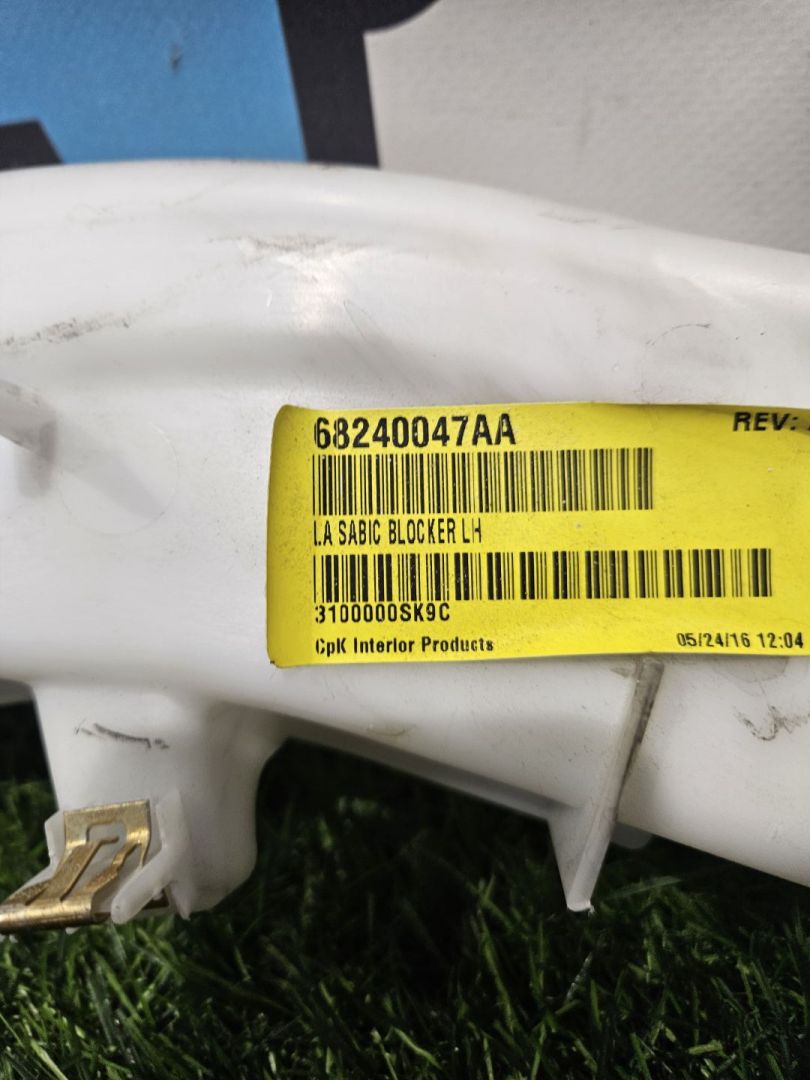 68240047AA
REV:
LA SABIC BLOCKER LH
3100000SK9C
CpK Interior Products
05/24/16 12:04